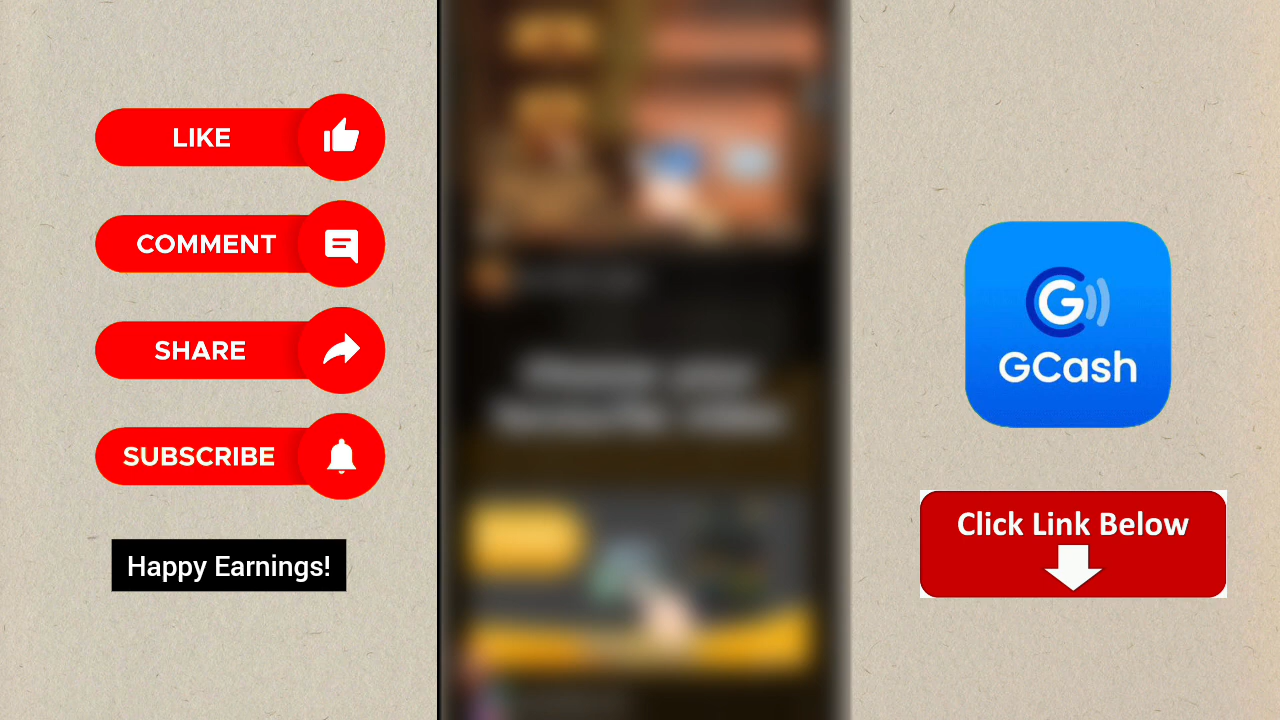 LIKE
COMMENT
SHARE
SUBSCRIBE
Happy Earnings!
G
GCash
Click Link Below